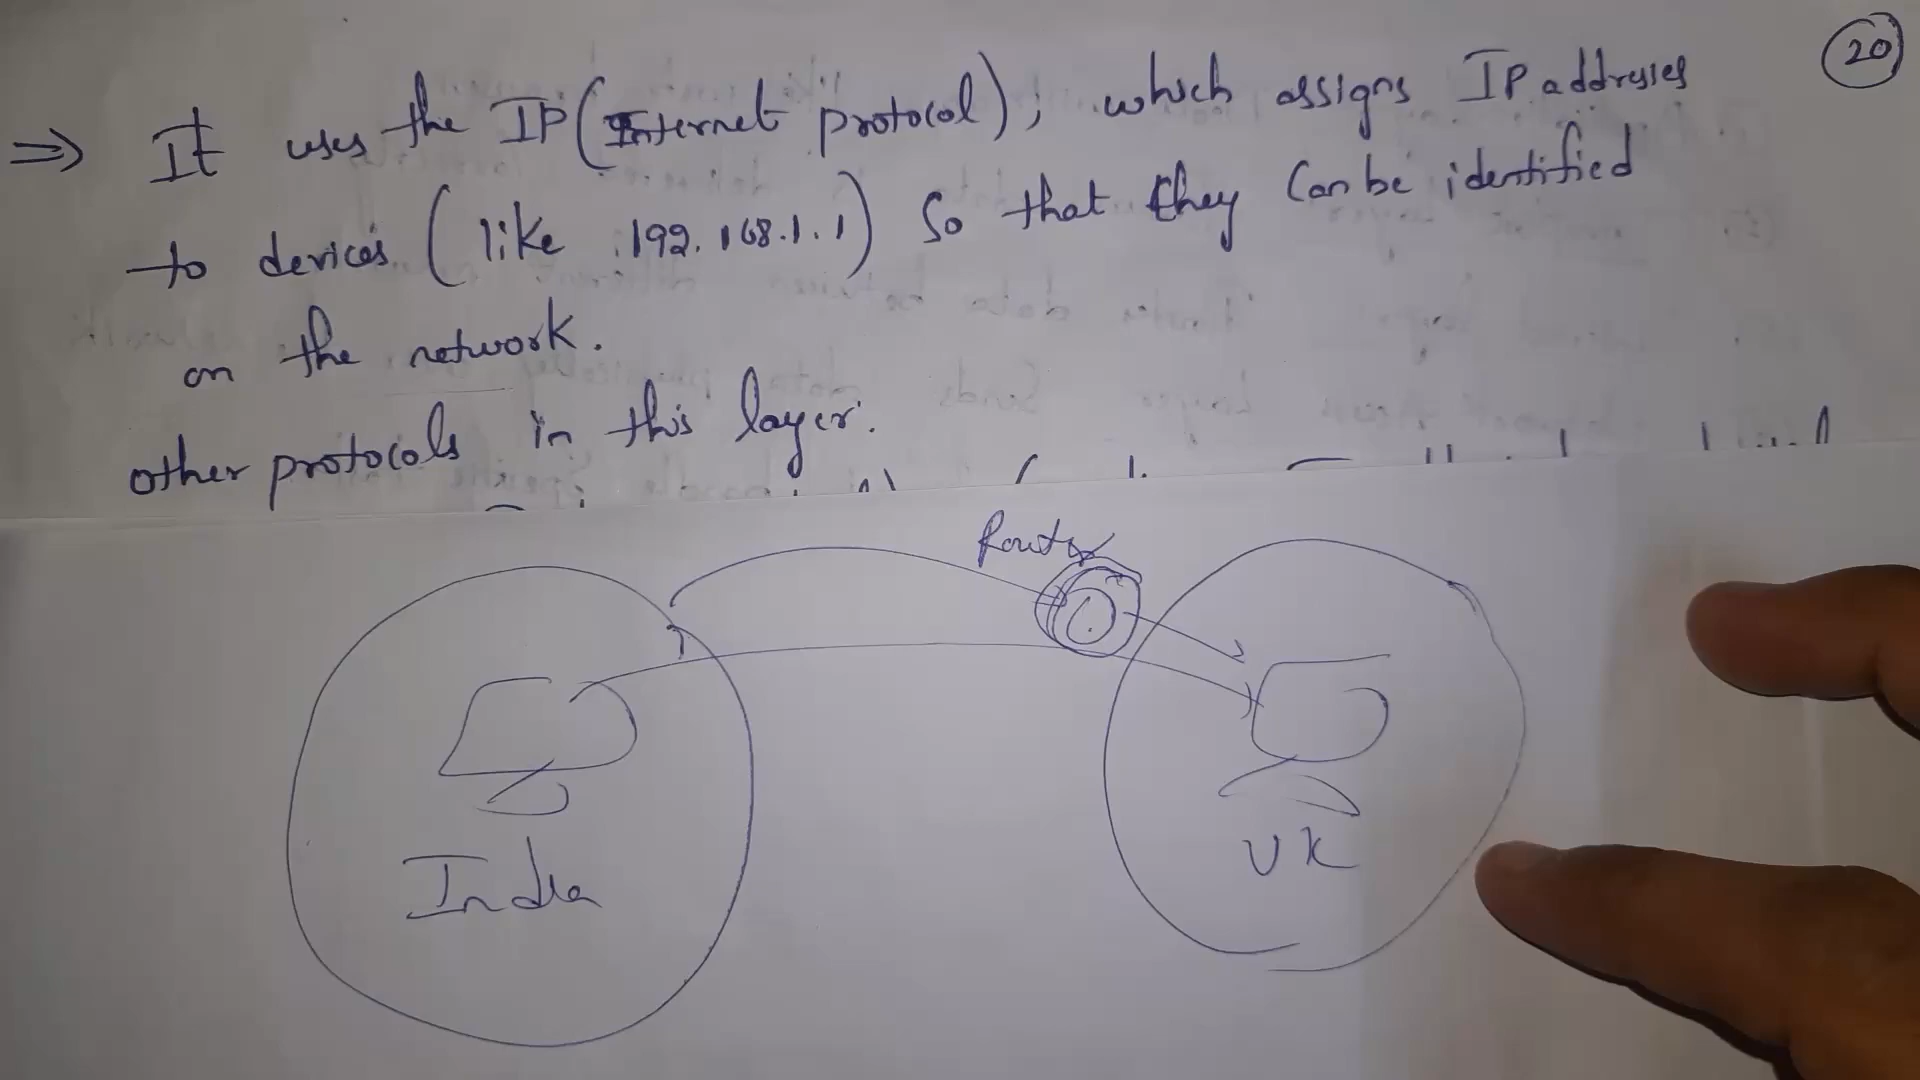 20
⇒ It uses the IP (Internet protocol), which assigns IP addresses
to devices (like 192.168.1.1) So that they Can be identified
on the network.
other protocols in this layer.
Router
India
UK